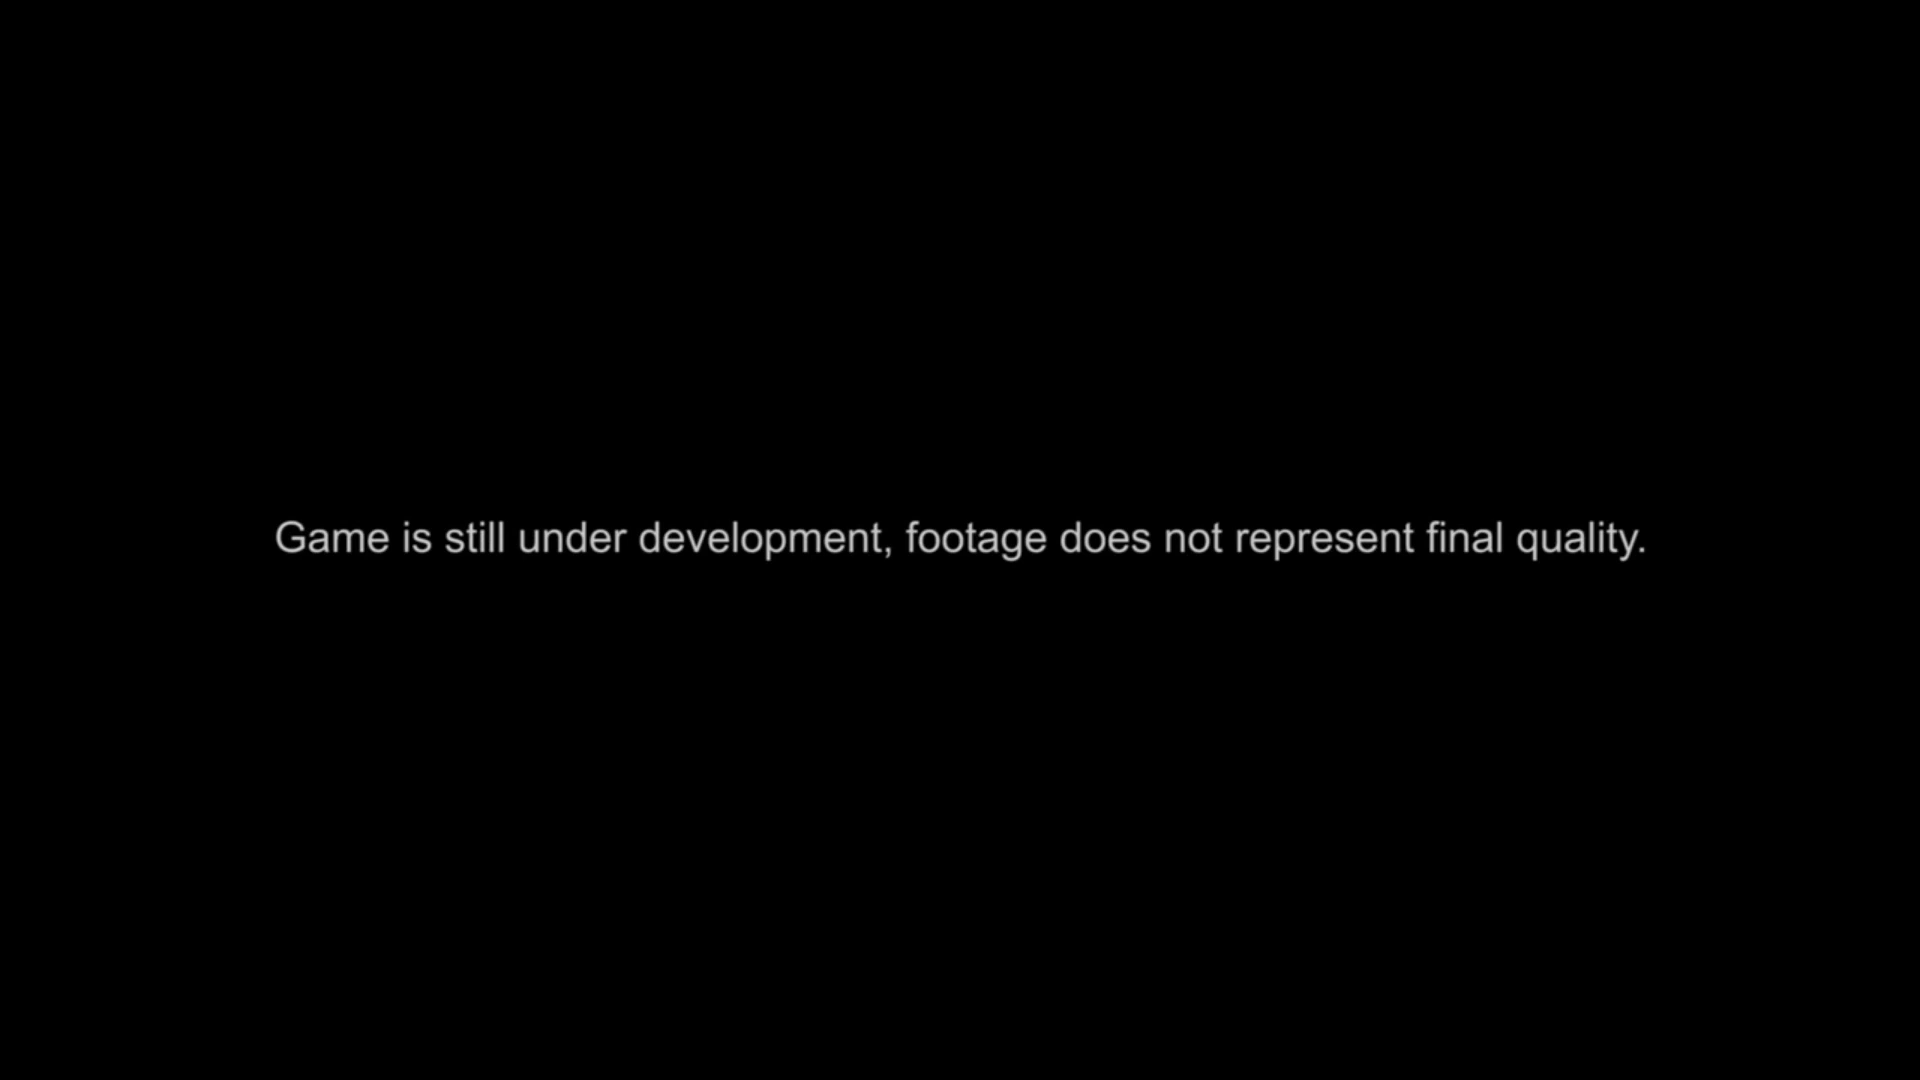 Game is still under development, footage does not represent final quality.